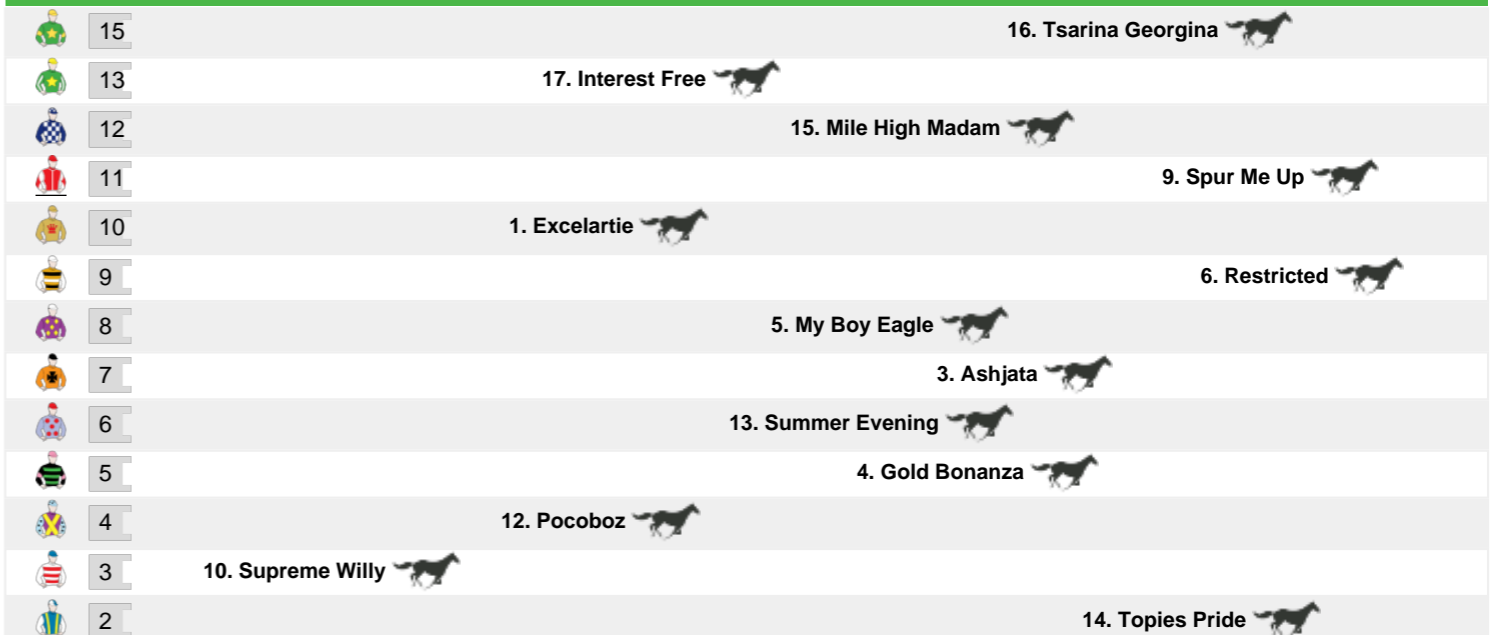 15 16. Tsarina Georgina
13 17. Interest Free
12 15. Mile High Madam
11 9. Spur Me Up
10 1. Excelartie
9 6. Restricted
8 5. My Boy Eagle
7 3. Ashjata
6 13. Summer Evening
5 4. Gold Bonanza
4 12. Pocoboz
3 10. Supreme Willy
2 14. Topies Pride